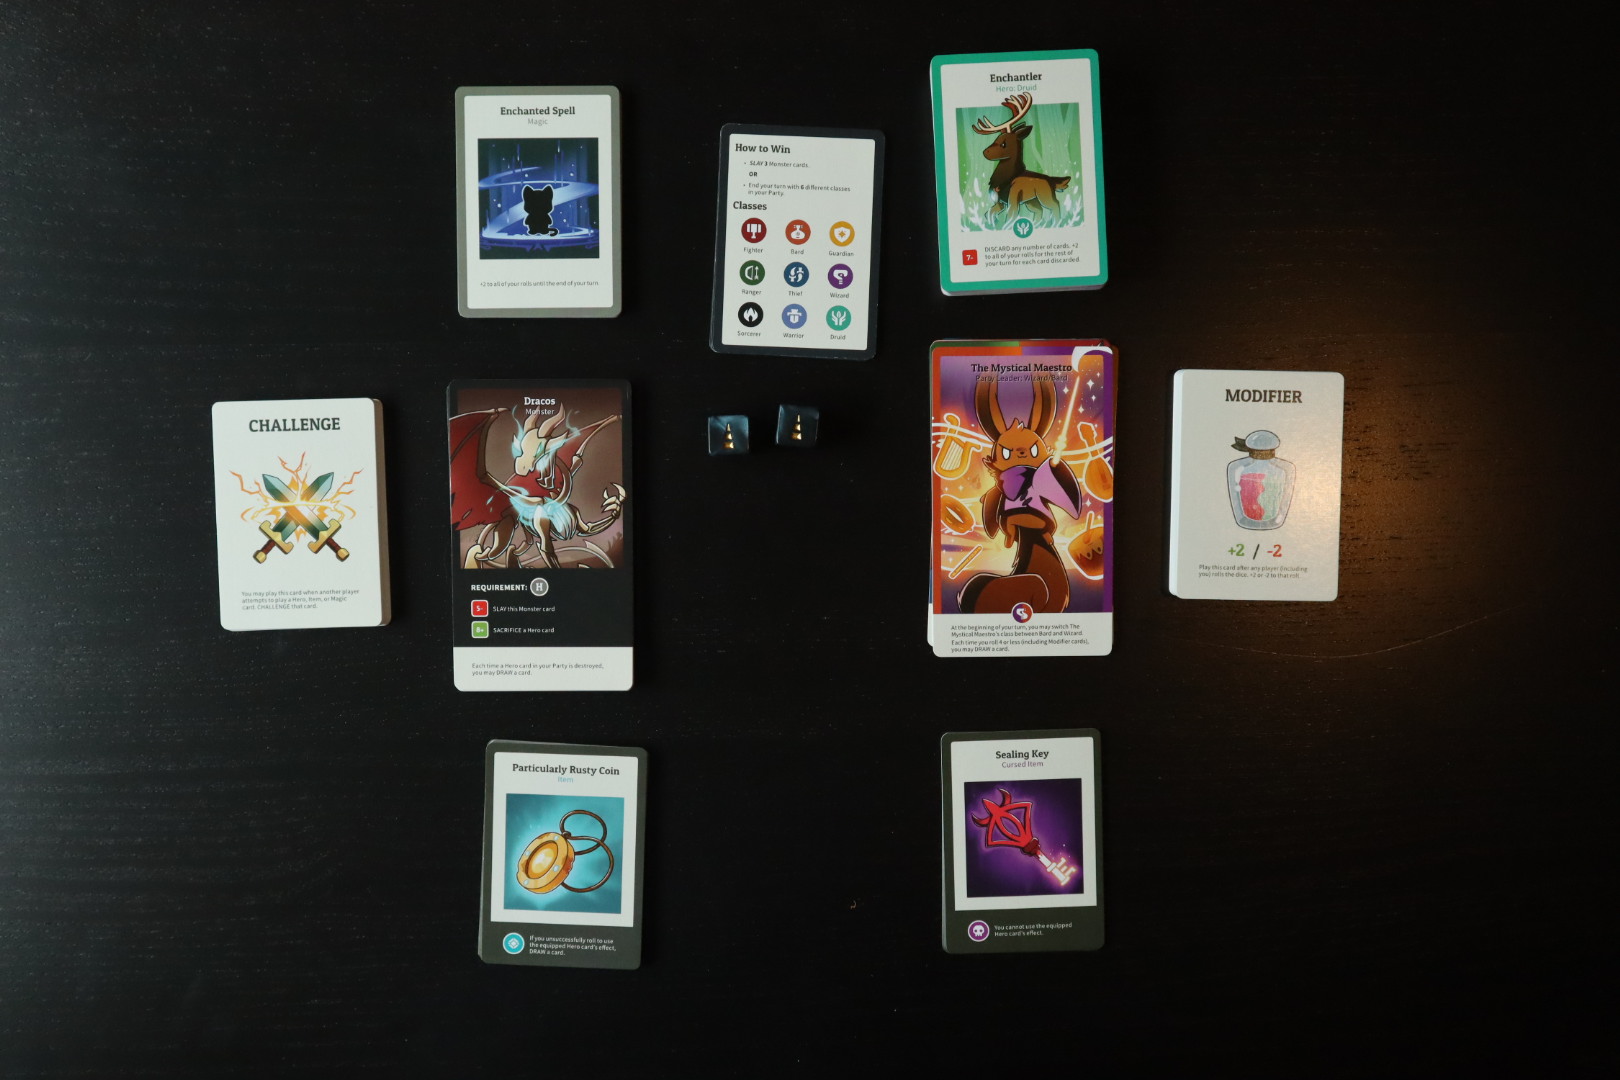 Enchanted Spell
Magic
+2 to all of your rolls until the end of your turn
How to Win
• SLAY 3 Monster cards.
OR
• End your turn with 6 different classes
in your Party.
Classes
Fighter
Bard
Guardian
Ranger
Thief
Wizard
Sorcerer
Warrior
Druid
Enchantler
Hero: Druid
7-
DISCARD any number of cards. +2
to all of your rolls for the rest of
your turn for each card discarded.
CHALLENGE
You may play this card when another player
attempts to play a Hero, Item, or Magic
card. CHALLENGE that card.
Dracos
Monster
REQUIREMENT: H
5-
SLAY this Monster card
8+
SACRIFICE a Hero card
Each time a Hero card in your Party is destroyed,
you may DRAW a card.
The Mystical Maestro
Party Leader: Wizard/Bard
At the beginning of your turn, you may switch The
Mystical Maestro's class between Bard and Wizard.
Each time you roll 4 or less (including Modifier cards),
you may DRAW a card.
MODIFIER
+2 / -2
Play this card after any player (including
you) rolls the dice. +2 or -2 to that roll.
Particularly Rusty Coin
Item
If you unsuccessfully roll to use
the equipped Hero card's effect,
DRAW a card.
Sealing Key
Cursed Item
You cannot use the equipped
Hero card's effect.